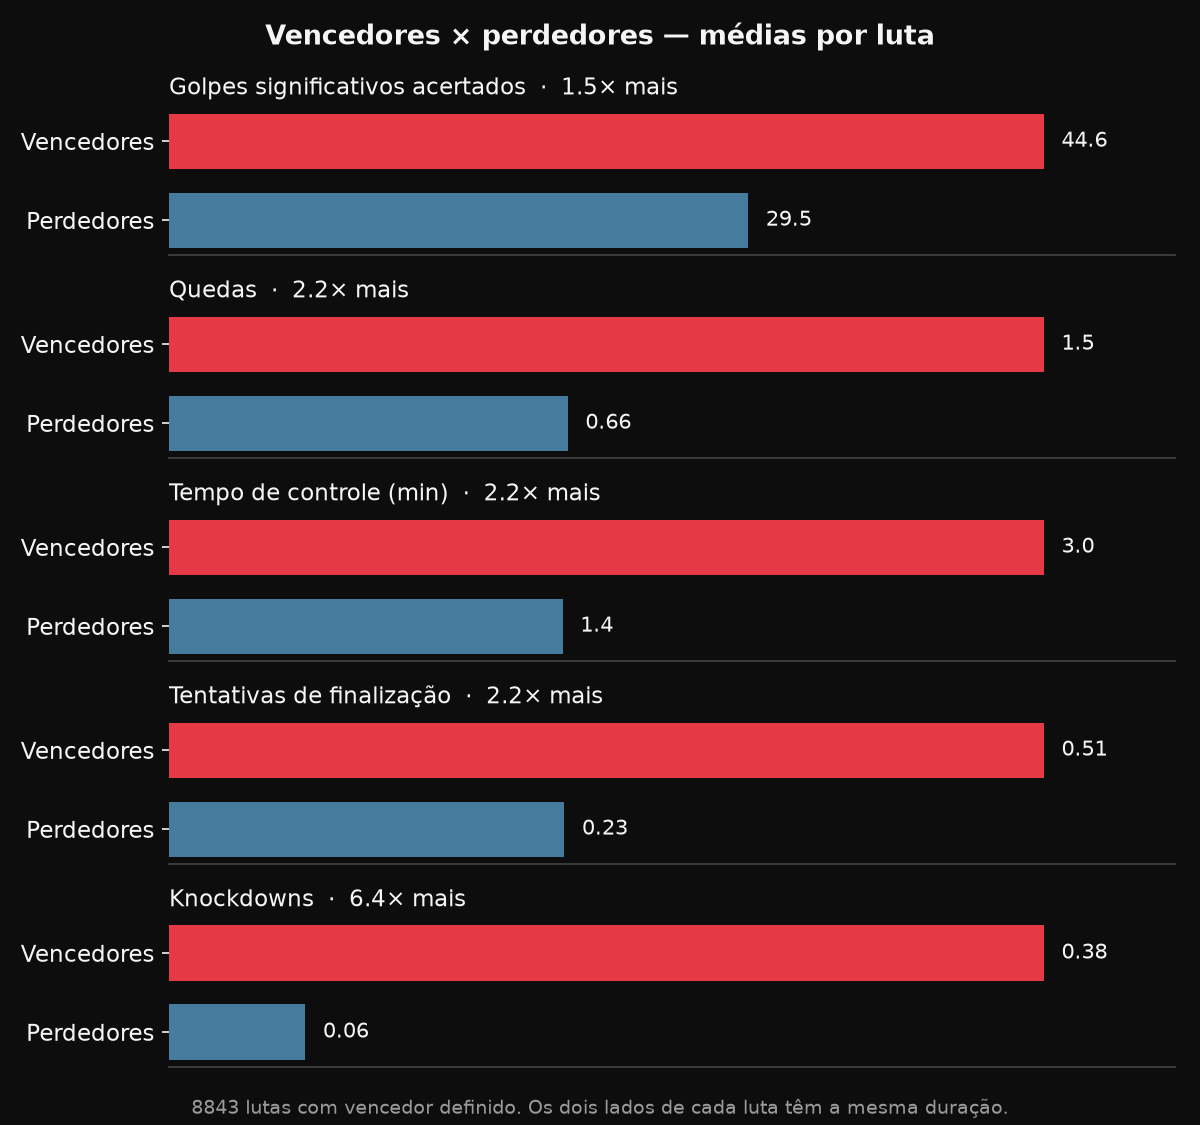 Vencedores × perdedores — médias por luta
Golpes significativos acertados · 1.5× mais
Vencedores 44.6
Perdedores 29.5
Quedas · 2.2× mais
Vencedores 1.5
Perdedores 0.66
Tempo de controle (min) · 2.2× mais
Vencedores 3.0
Perdedores 1.4
Tentativas de finalização · 2.2× mais
Vencedores 0.51
Perdedores 0.23
Knockdowns · 6.4× mais
Vencedores 0.38
Perdedores 0.06
8843 lutas com vencedor definido. Os dois lados de cada luta têm a mesma duração.